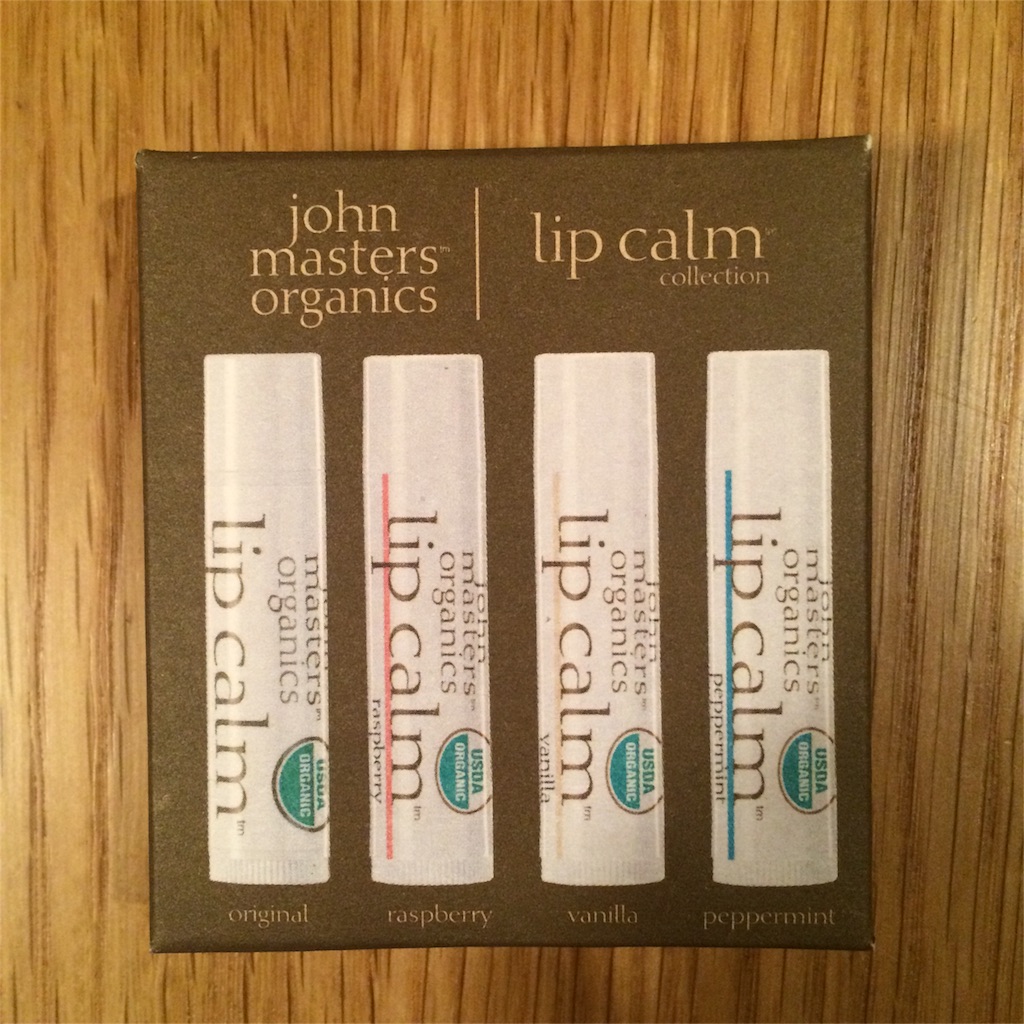 john
masters™
organics
lip calm℠
collection
lip calm™
masters™
organics
USDA
ORGANIC
lip calm™
john
masters™
organics
raspberry
USDA
ORGANIC
lip calm™
john
masters™
organics
vanilla
USDA
ORGANIC
lip calm™
john
masters™
organics
peppermint
USDA
ORGANIC
original
raspberry
vanilla
peppermint